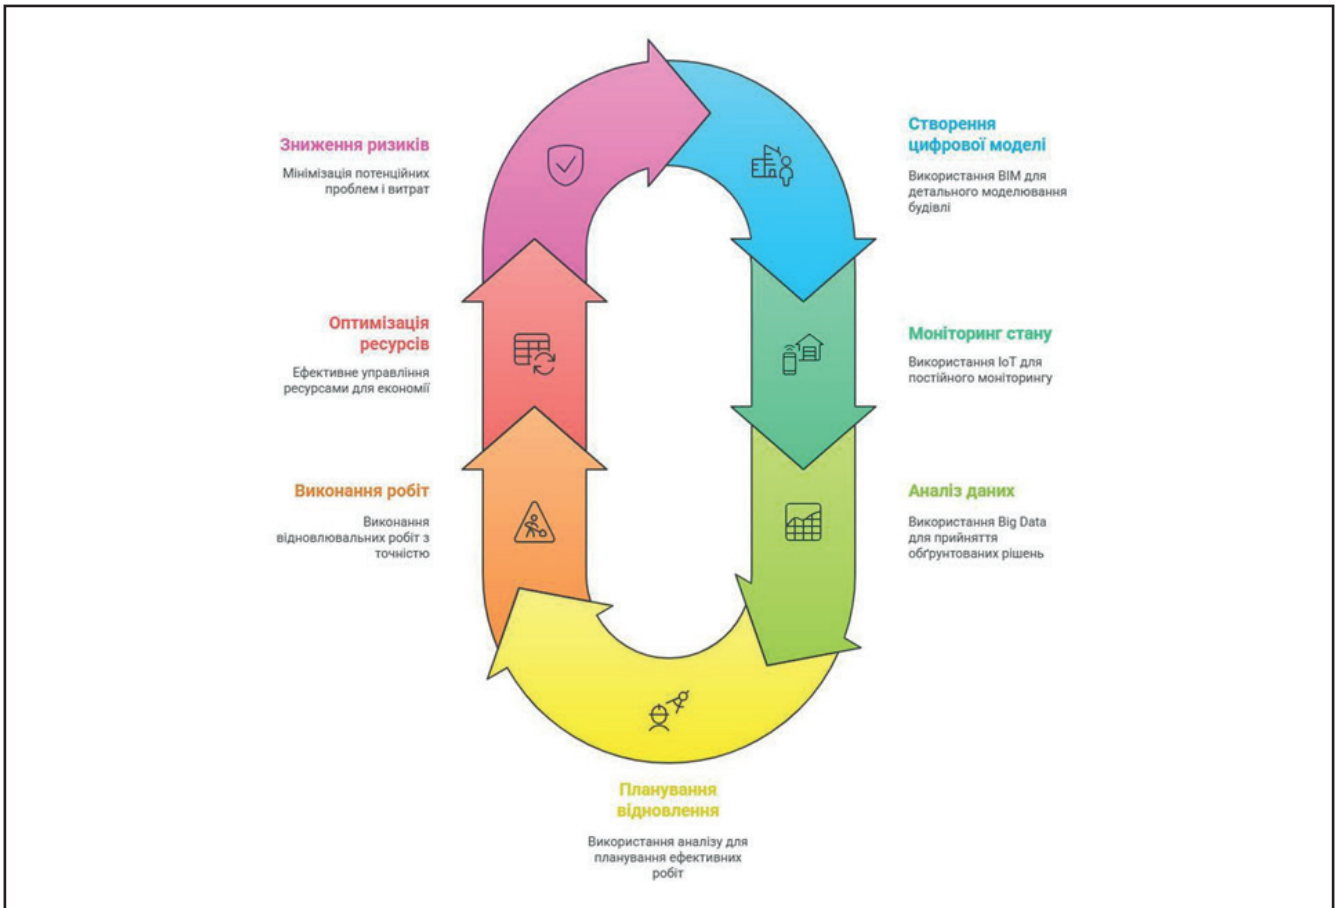 Зниження ризиків
Мінімізація потенційних
проблем і витрат
Створення
цифрової моделі
Використання BIM для
детального моделювання
будівлі
Оптимізація
ресурсів
Ефективне управління
ресурсами для економії
Моніторинг стану
Використання IoT для
постійного моніторингу
Виконання робіт
Виконання
відновлювальних робіт з
точністю
Аналіз даних
Використання Big Data
для прийняття
обґрунтованих рішень
Планування
відновлення
Використання аналізу для
планування ефективних
робіт